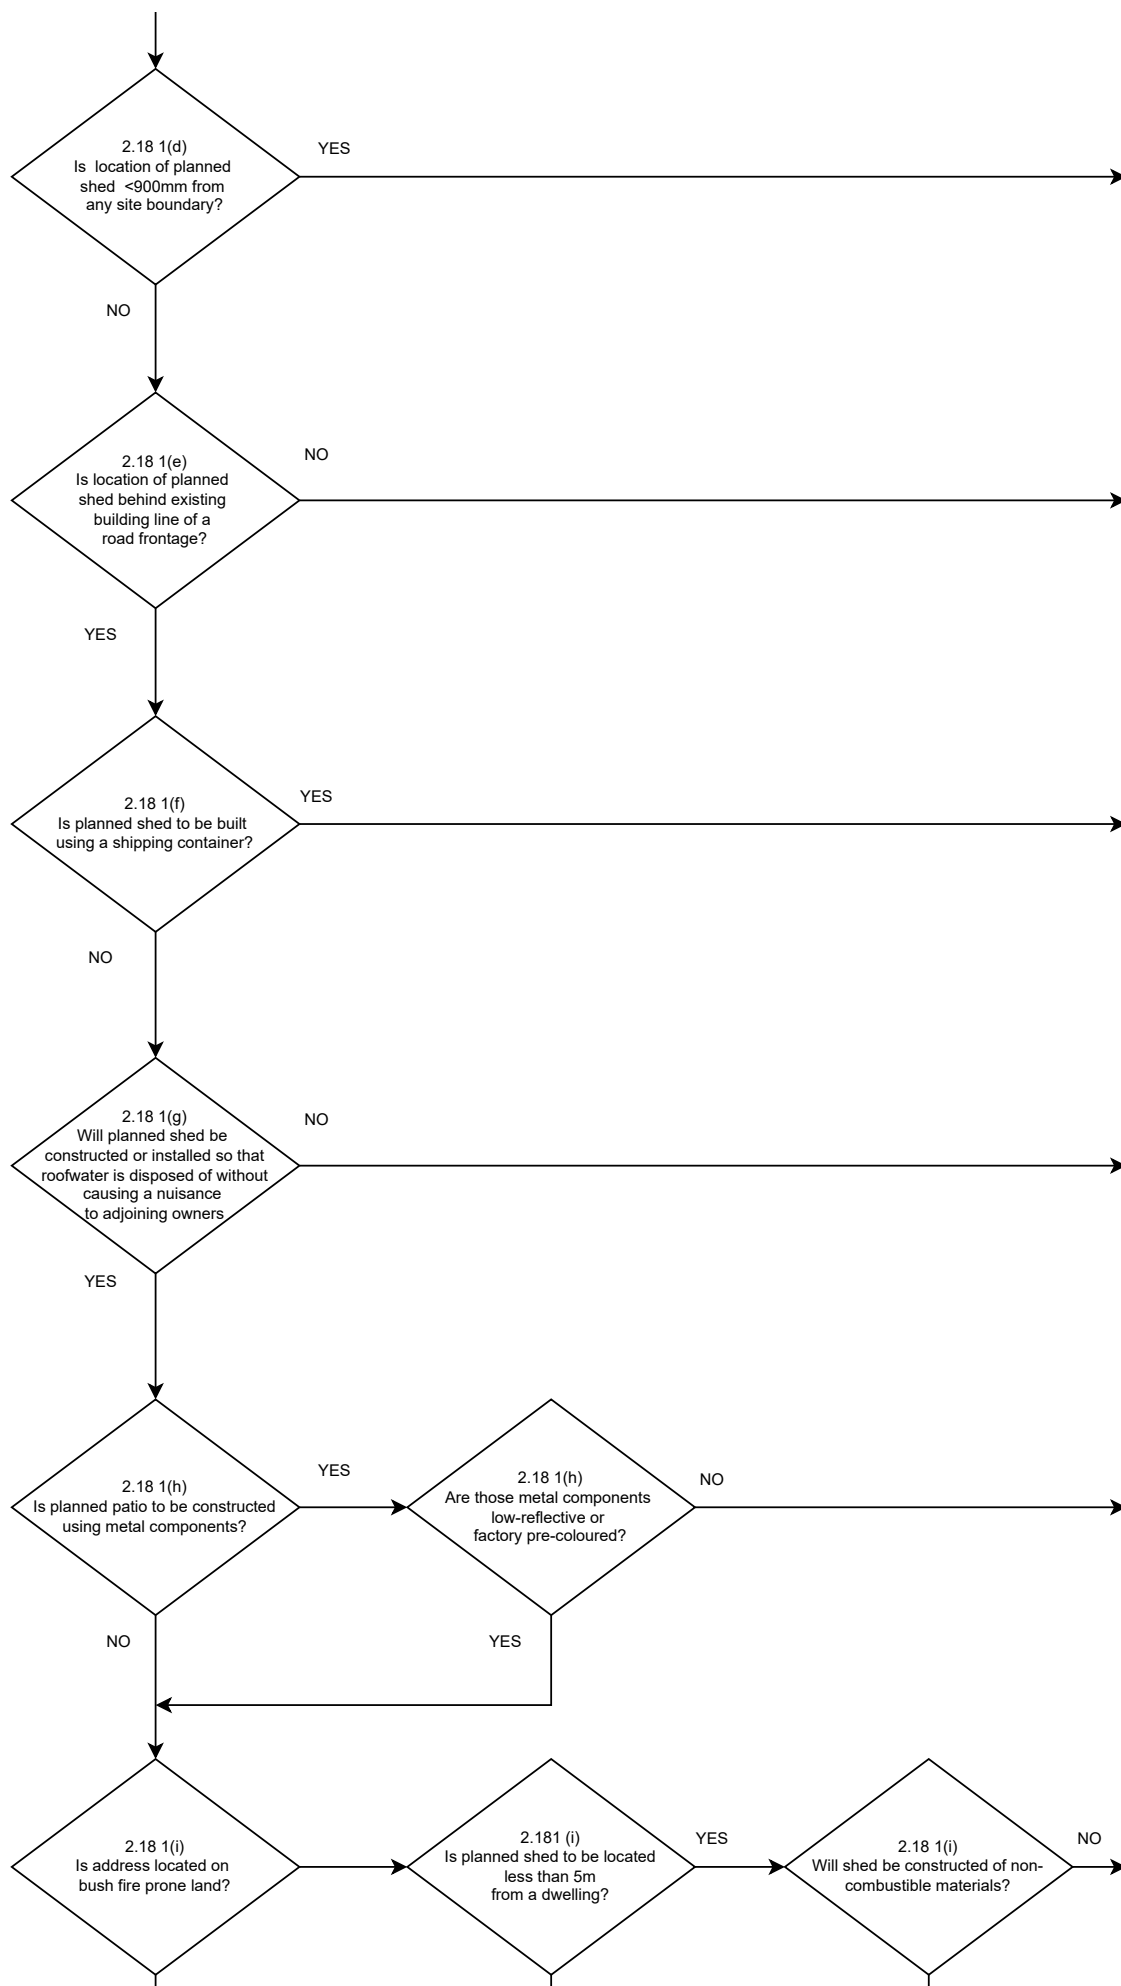 2.18 1(d)
Is location of planned
shed <900mm from
any site boundary?
YES
NO
2.18 1(e)
Is location of planned
shed behind existing
building line of a
road frontage?
NO
YES
2.18 1(f)
Is planned shed to be built
using a shipping container?
YES
NO
2.18 1(g)
Will planned shed be
constructed or installed so that
roofwater is disposed of without
causing a nuisance
to adjoining owners
NO
YES
2.18 1(h)
Is planned patio to be constructed
using metal components?
YES
2.18 1(h)
Are those metal components
low-reflective or
factory pre-coloured?
NO
NO
YES
2.18 1(i)
Is address located on
bush fire prone land?
2.181 (i)
Is planned shed to be located
less than 5m
from a dwelling?
YES
2.18 1(i)
Will shed be constructed of non-
combustible materials?
NO